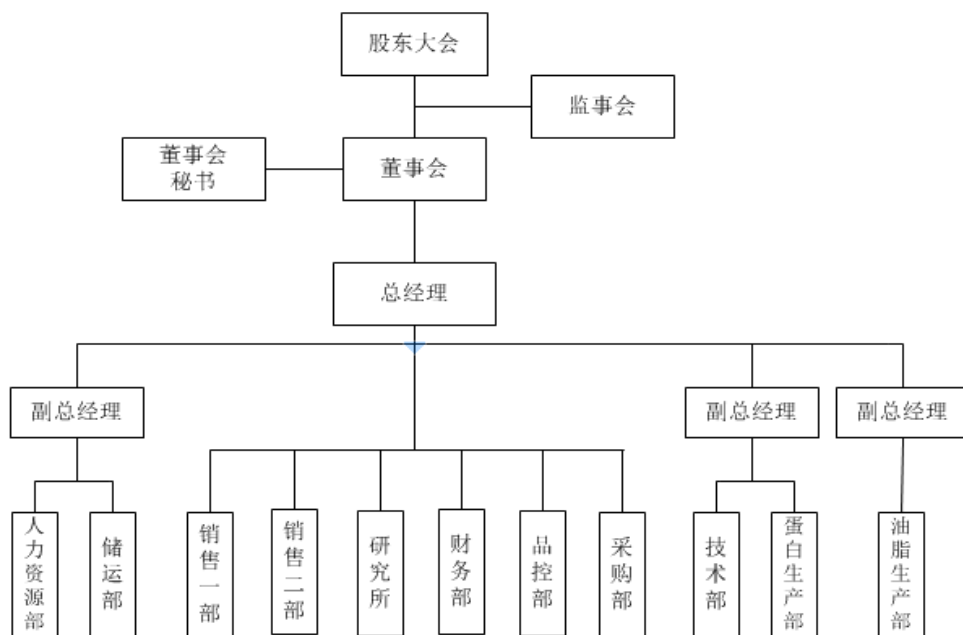 股东大会
监事会
董事会
秘书
董事会
总经理
副总经理
副总经理
副总经理
人力资源部
储运部
销售一部
销售二部
研究所
财务部
品控部
采购部
技术部
蛋白生产部
油脂生产部